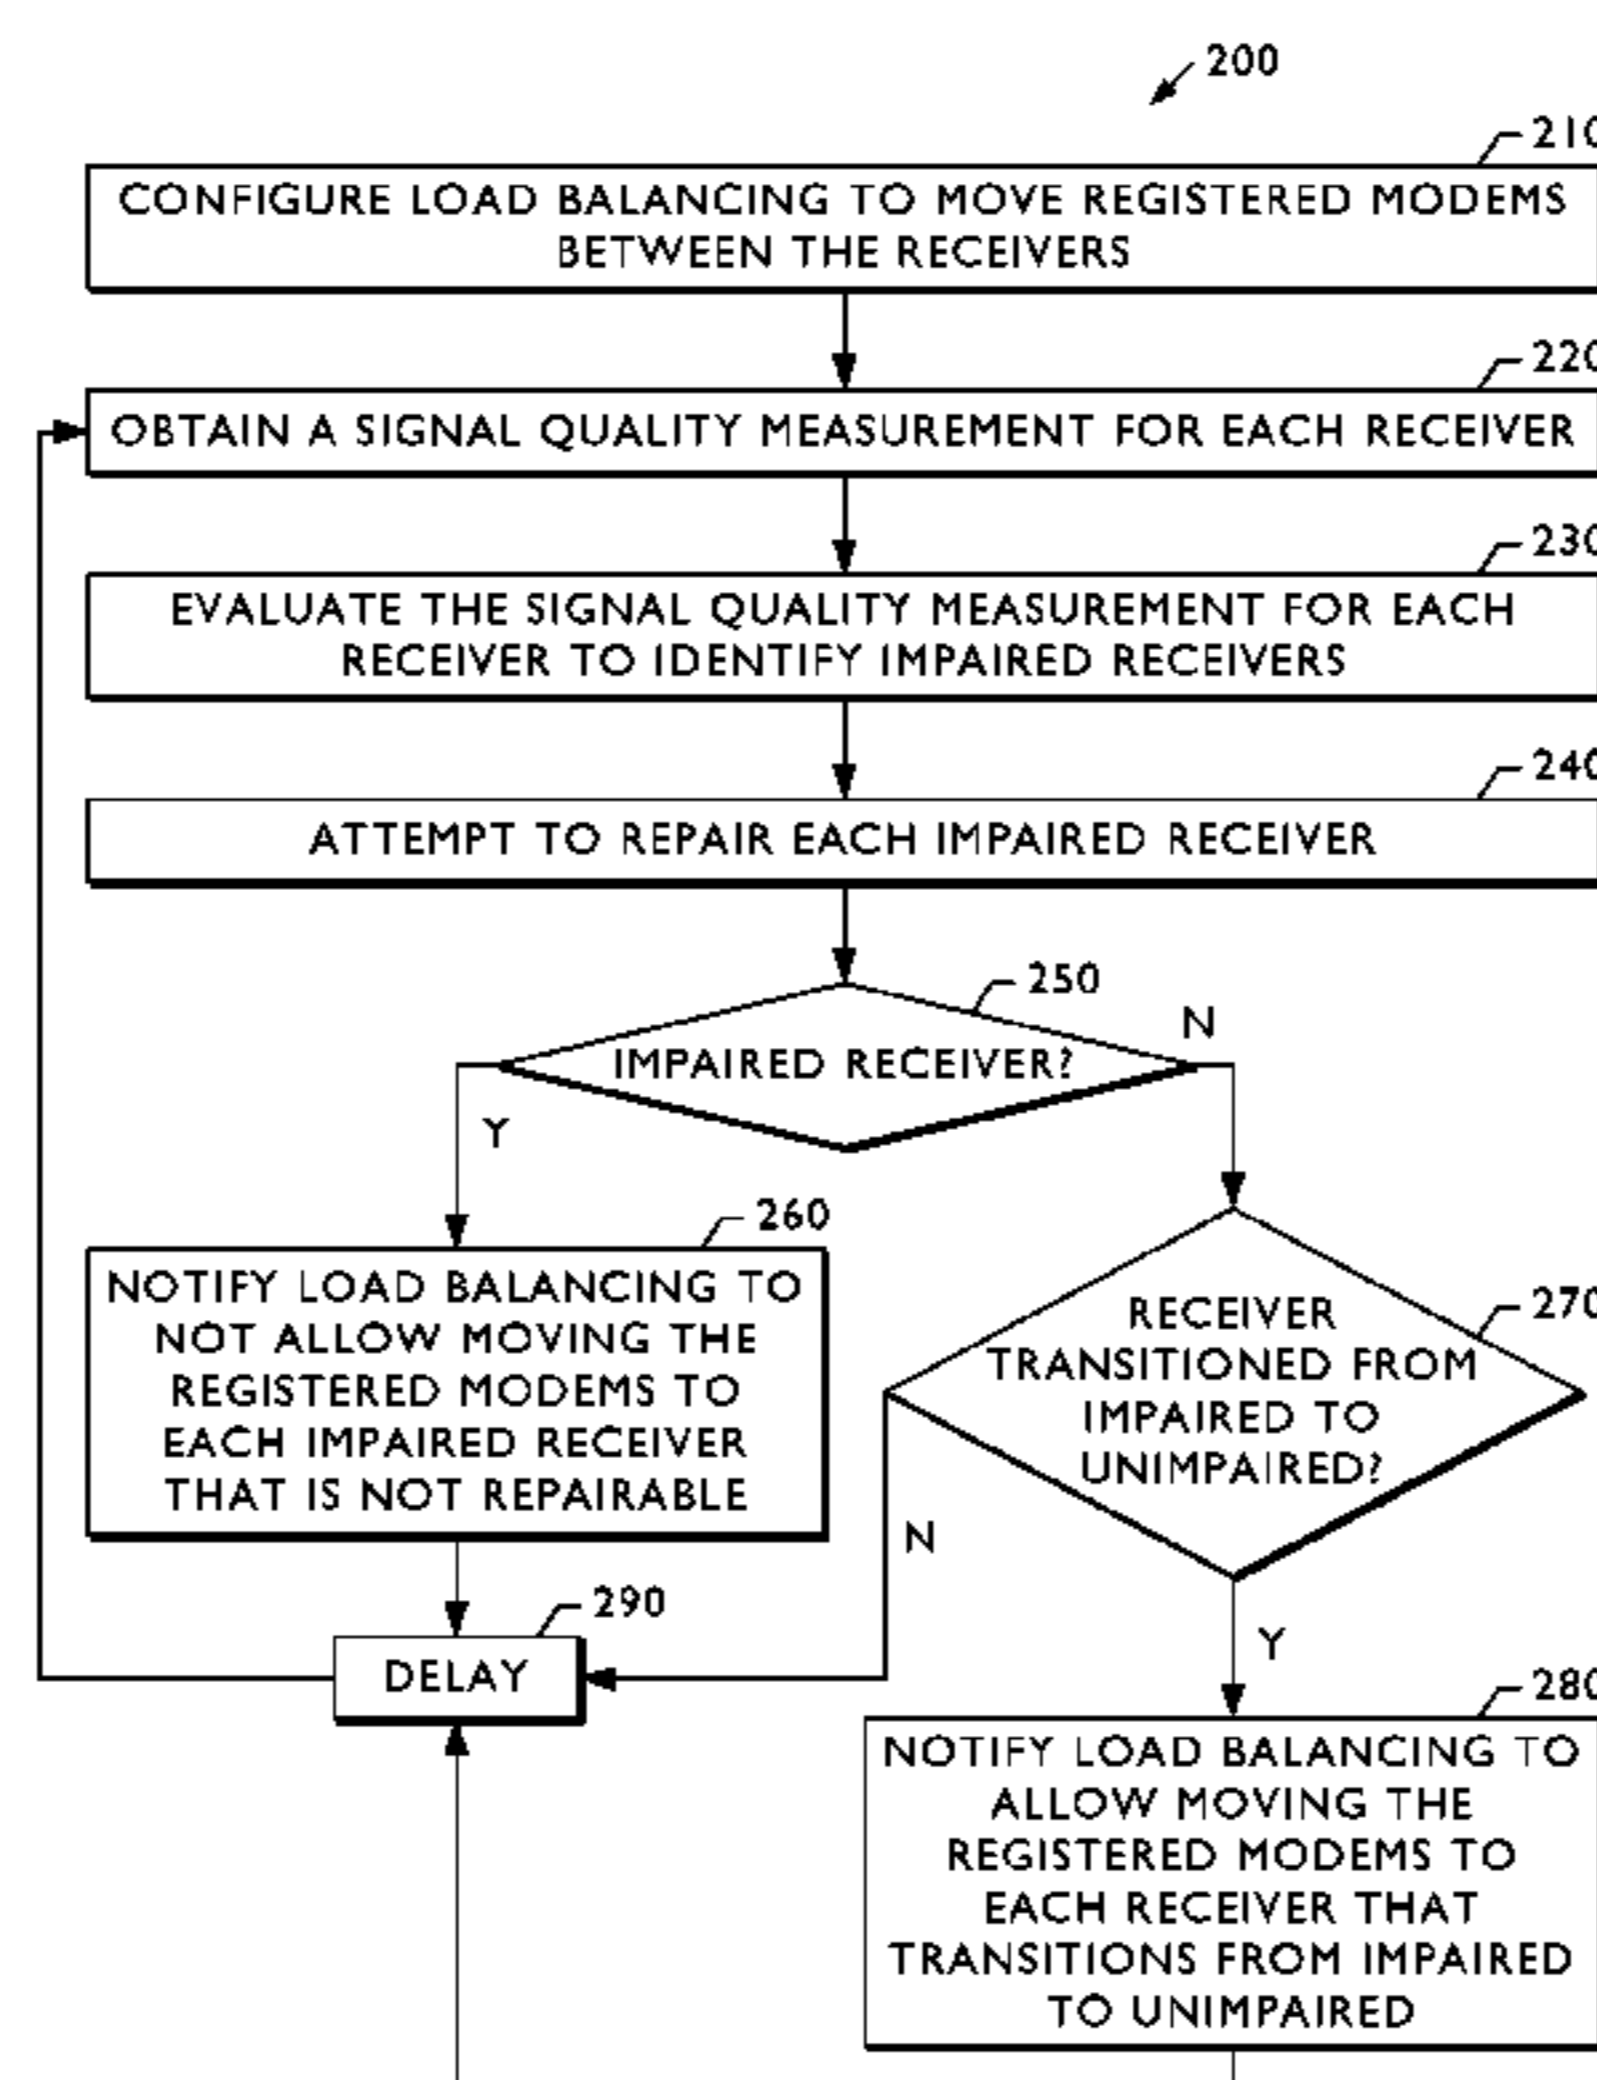 200
210
CONFIGURE LOAD BALANCING TO MOVE REGISTERED MODEMS
BETWEEN THE RECEIVERS
220
OBTAIN A SIGNAL QUALITY MEASUREMENT FOR EACH RECEIVER
230
EVALUATE THE SIGNAL QUALITY MEASUREMENT FOR EACH
RECEIVER TO IDENTIFY IMPAIRED RECEIVERS
240
ATTEMPT TO REPAIR EACH IMPAIRED RECEIVER
250
IMPAIRED RECEIVER?
N
Y
260
NOTIFY LOAD BALANCING TO
NOT ALLOW MOVING THE
REGISTERED MODEMS TO
EACH IMPAIRED RECEIVER
THAT IS NOT REPAIRABLE
270
RECEIVER
TRANSITIONED FROM
IMPAIRED TO
UNIMPAIRED?
N
Y
290
DELAY
280
NOTIFY LOAD BALANCING TO
ALLOW MOVING THE
REGISTERED MODEMS TO
EACH RECEIVER THAT
TRANSITIONS FROM IMPAIRED
TO UNIMPAIRED